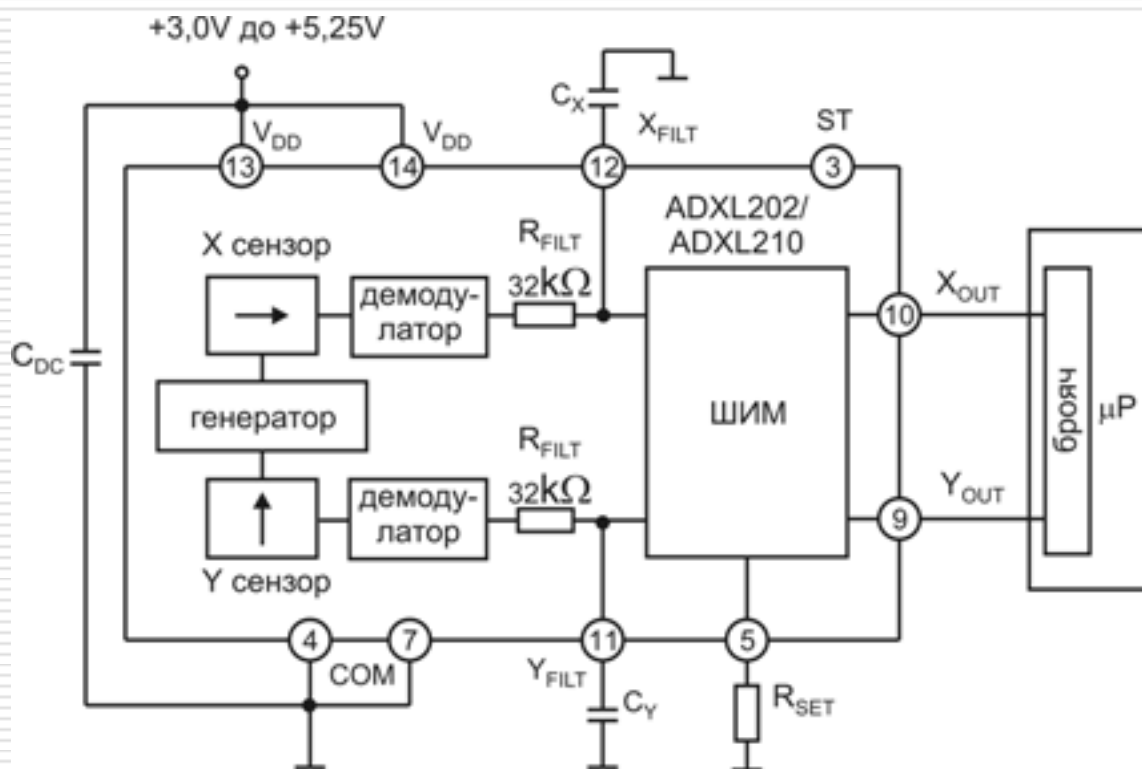 +3,0V до +5,25V
C_X
X_FILT
ST
V_DD
V_DD
13
14
12
3
ADXL202/
ADXL210
X сензор
R_FILT
32kΩ
демоду-
латор
X_OUT
10
C_DC
генератор
ШИМ
брояч
μP
R_FILT
32kΩ
демоду-
латор
Y_OUT
9
Y сензор
4
7
11
5
COM
Y_FILT
C_Y
R_SET